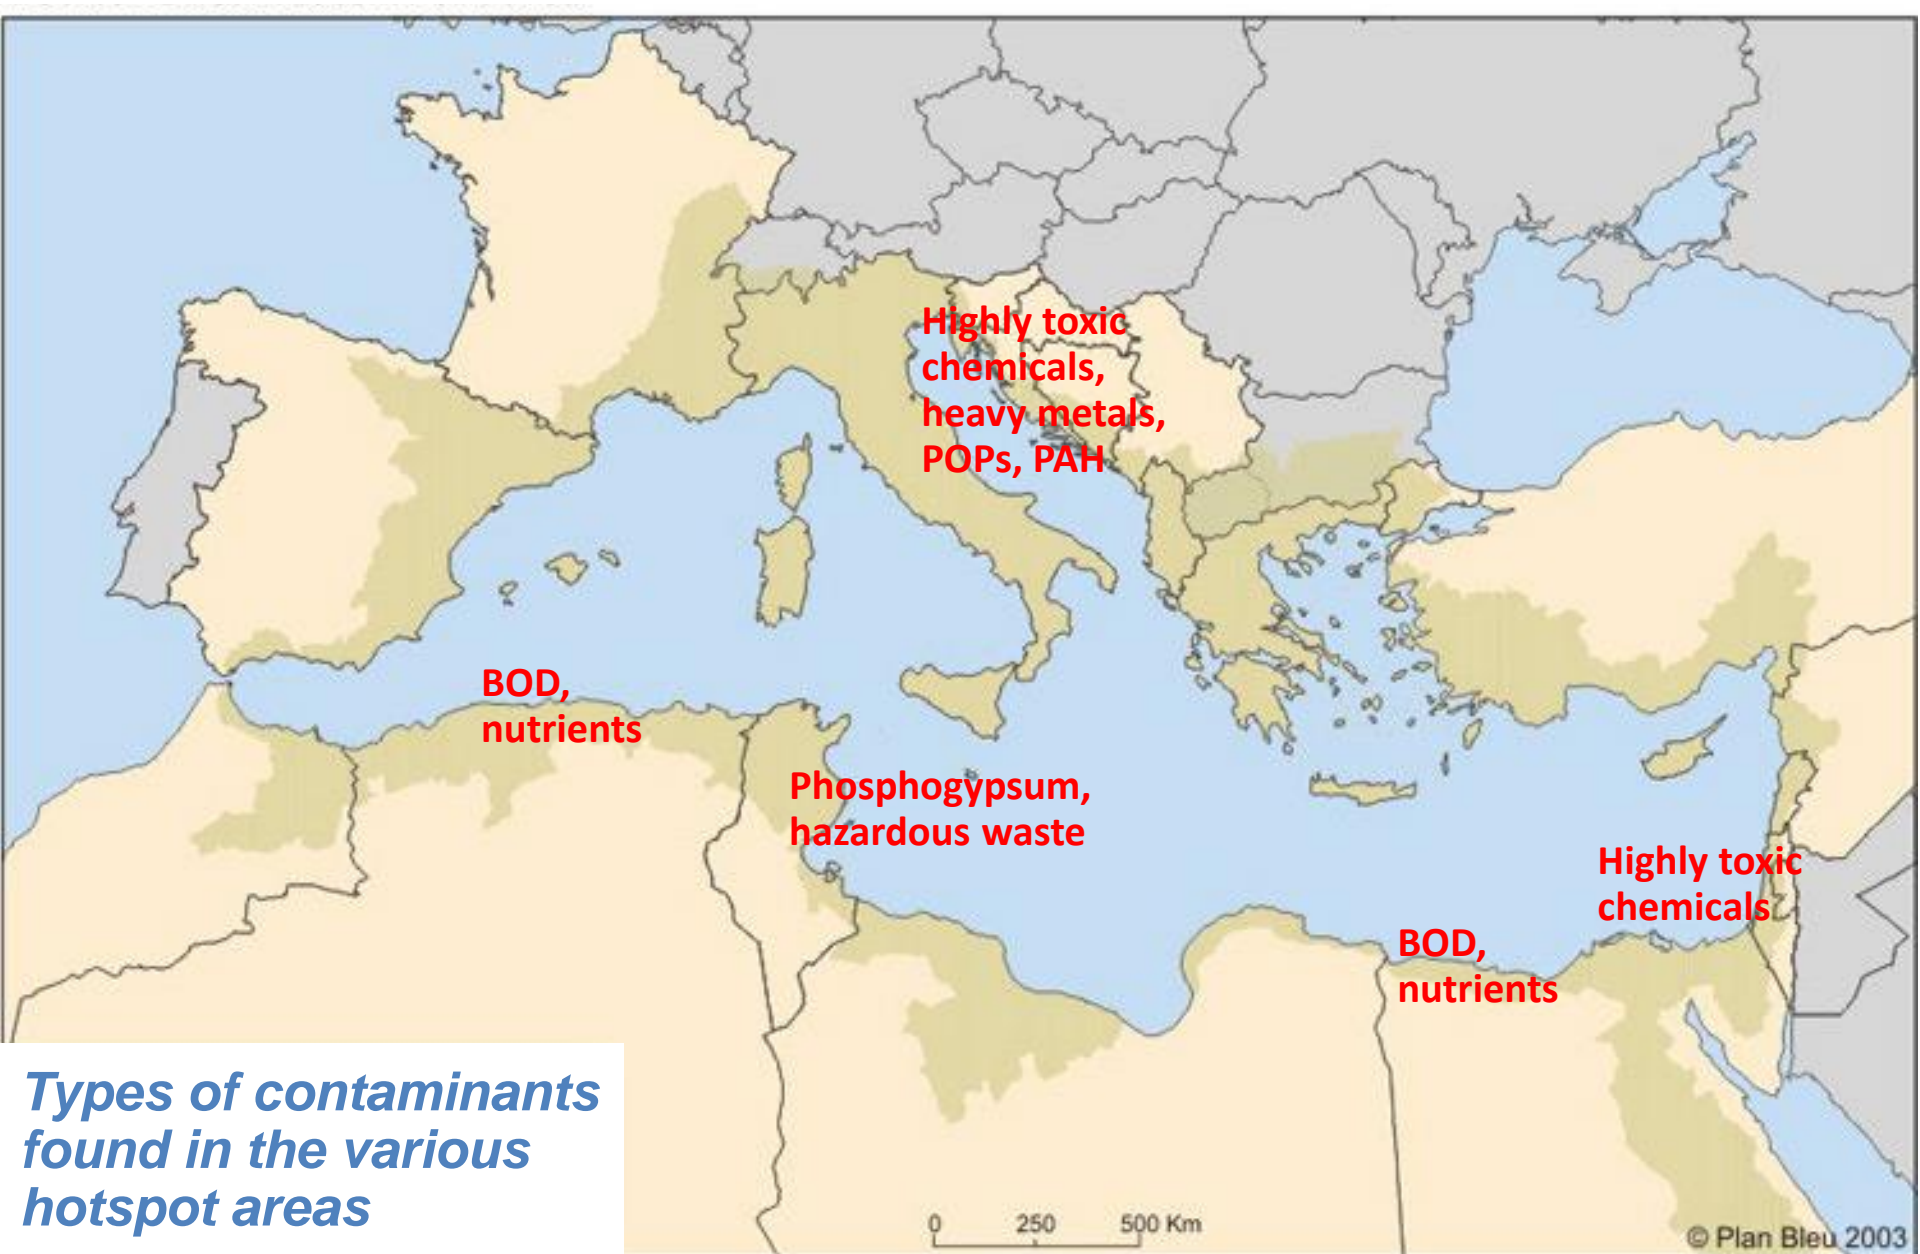 Highly toxic
chemicals,
heavy metals,
POPs, PAH
BOD,
nutrients
Phosphogypsum,
hazardous waste
Highly toxic
chemicals
BOD,
nutrients
Types of contaminants
found in the various
hotspot areas
0 250 500 Km
© Plan Bleu 2003